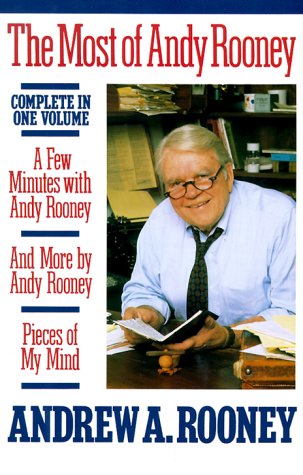 The Most of Andy Rooney
COMPLETE IN
ONE VOLUME
A Few
Minutes with
Andy Rooney
And More by
Andy Rooney
Pieces of
My Mind
ANDREW A. ROONEY